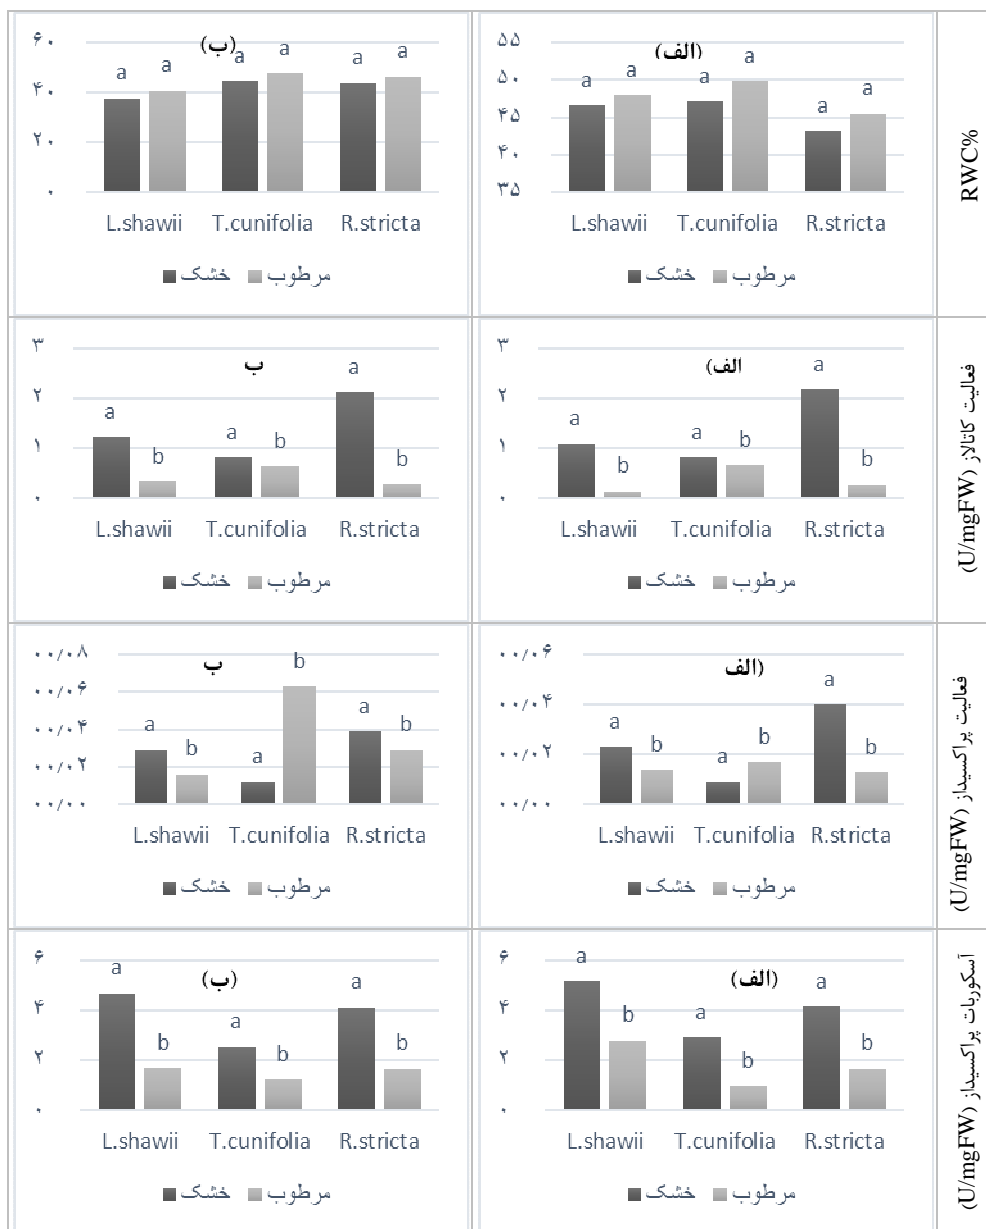 RWC%
(الف)
۵۵
۵۰
۴۵
۴۰
۳۵
a a a a a a
L.shawii T.cunifolia R.stricta
خشک مرطوب
(ب)
۶۰
۴۰
۲۰
۰
a a a a a a
L.shawii T.cunifolia R.stricta
خشک مرطوب
فعالیت کاتالاز (U/mgFW)
الف)
۳
۲
۱
۰
a b a b a b
L.shawii T.cunifolia R.stricta
خشک مرطوب
ب
۳
۲
۱
۰
a b a b a b
L.shawii T.cunifolia R.stricta
خشک مرطوب
فعالیت پراکسیداز (U/mgFW)
(الف
۰۰/۰۶
۰۰/۰۴
۰۰/۰۲
۰۰/۰۰
a b a b a b
L.shawii T.cunifolia R.stricta
خشک مرطوب
ب
۰۰/۰۸
۰۰/۰۶
۰۰/۰۴
۰۰/۰۲
۰۰/۰۰
a b a b a b
L.shawii T.cunifolia R.stricta
خشک مرطوب
آسکوربات پراکسیداز (U/mgFW)
(الف)
۶
۴
۲
۰
a b a b a b
L.shawii T.cunifolia R.stricta
خشک مرطوب
(ب)
۶
۴
۲
۰
a b a b a b
L.shawii T.cunifolia R.stricta
خشک مرطوب